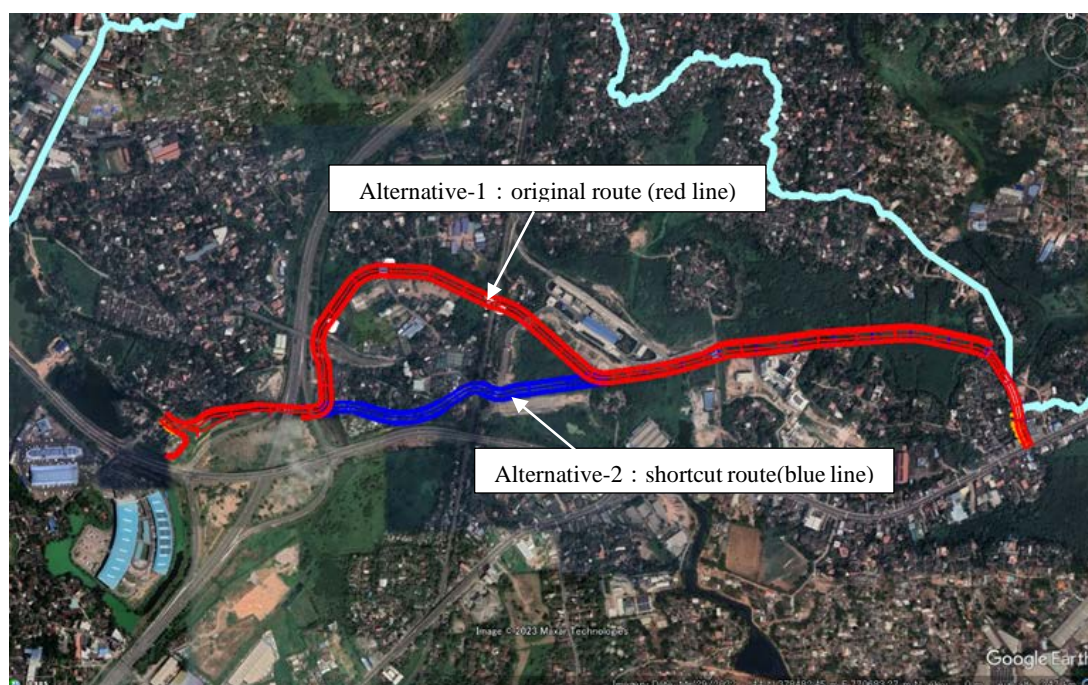 Alternative-1：original route (red line)
Alternative-2：shortcut route(blue line)
Image © 2023 Maxar Technologies
Google Earth